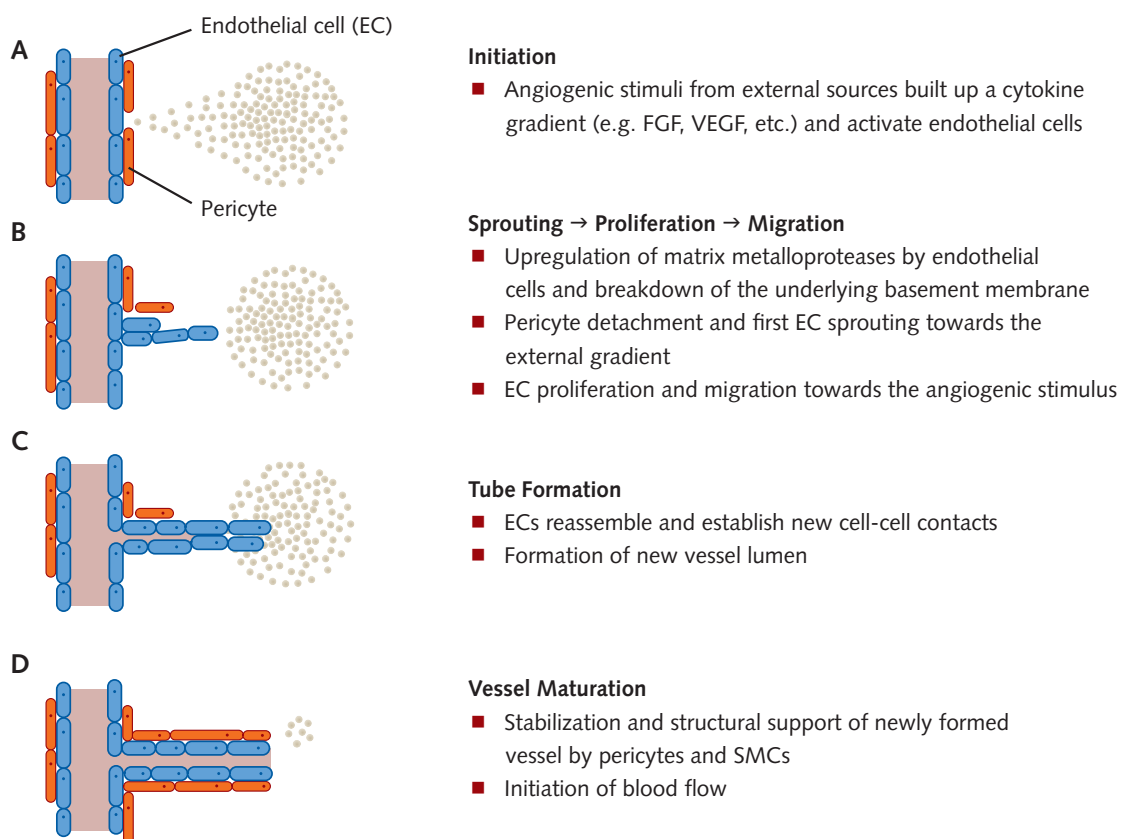 Endothelial cell (EC)
A
Pericyte
Initiation
■ Angiogenic stimuli from external sources built up a cytokine
gradient (e.g. FGF, VEGF, etc.) and activate endothelial cells
B
Sprouting → Proliferation → Migration
■ Upregulation of matrix metalloproteases by endothelial
cells and breakdown of the underlying basement membrane
■ Pericyte detachment and first EC sprouting towards the
external gradient
■ EC proliferation and migration towards the angiogenic stimulus
C
Tube Formation
■ ECs reassemble and establish new cell-cell contacts
■ Formation of new vessel lumen
D
Vessel Maturation
■ Stabilization and structural support of newly formed
vessel by pericytes and SMCs
■ Initiation of blood flow